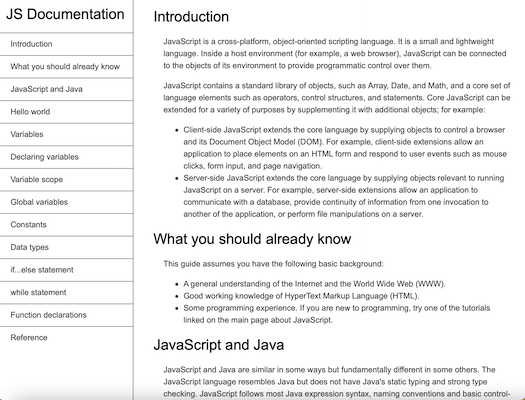 JS Documentation
Introduction
What you should already know
JavaScript and Java
Hello world
Variables
Declaring variables
Variable scope
Global variables
Constants
Data types
if...else statement
while statement
Function declarations
Reference
Introduction
JavaScript is a cross-platform, object-oriented scripting language. It is a small and lightweight
language. Inside a host environment (for example, a web browser), JavaScript can be connected
to the objects of its environment to provide programmatic control over them.
JavaScript contains a standard library of objects, such as Array, Date, and Math, and a core set of
language elements such as operators, control structures, and statements. Core JavaScript can be
extended for a variety of purposes by supplementing it with additional objects; for example:
• Client-side JavaScript extends the core language by supplying objects to control a browser
and its Document Object Model (DOM). For example, client-side extensions allow an
application to place elements on an HTML form and respond to user events such as mouse
clicks, form input, and page navigation.
• Server-side JavaScript extends the core language by supplying objects relevant to running
JavaScript on a server. For example, server-side extensions allow an application to
communicate with a database, provide continuity of information from one invocation to
another of the application, or perform file manipulations on a server.
What you should already know
This guide assumes you have the following basic background:
• A general understanding of the Internet and the World Wide Web (WWW).
• Good working knowledge of HyperText Markup Language (HTML).
• Some programming experience. If you are new to programming, try one of the tutorials
linked on the main page about JavaScript.
JavaScript and Java
JavaScript and Java are similar in some ways but fundamentally different in some others. The
JavaScript language resembles Java but does not have Java's static typing and strong type
checking. JavaScript follows most Java expression syntax, naming conventions and basic control-